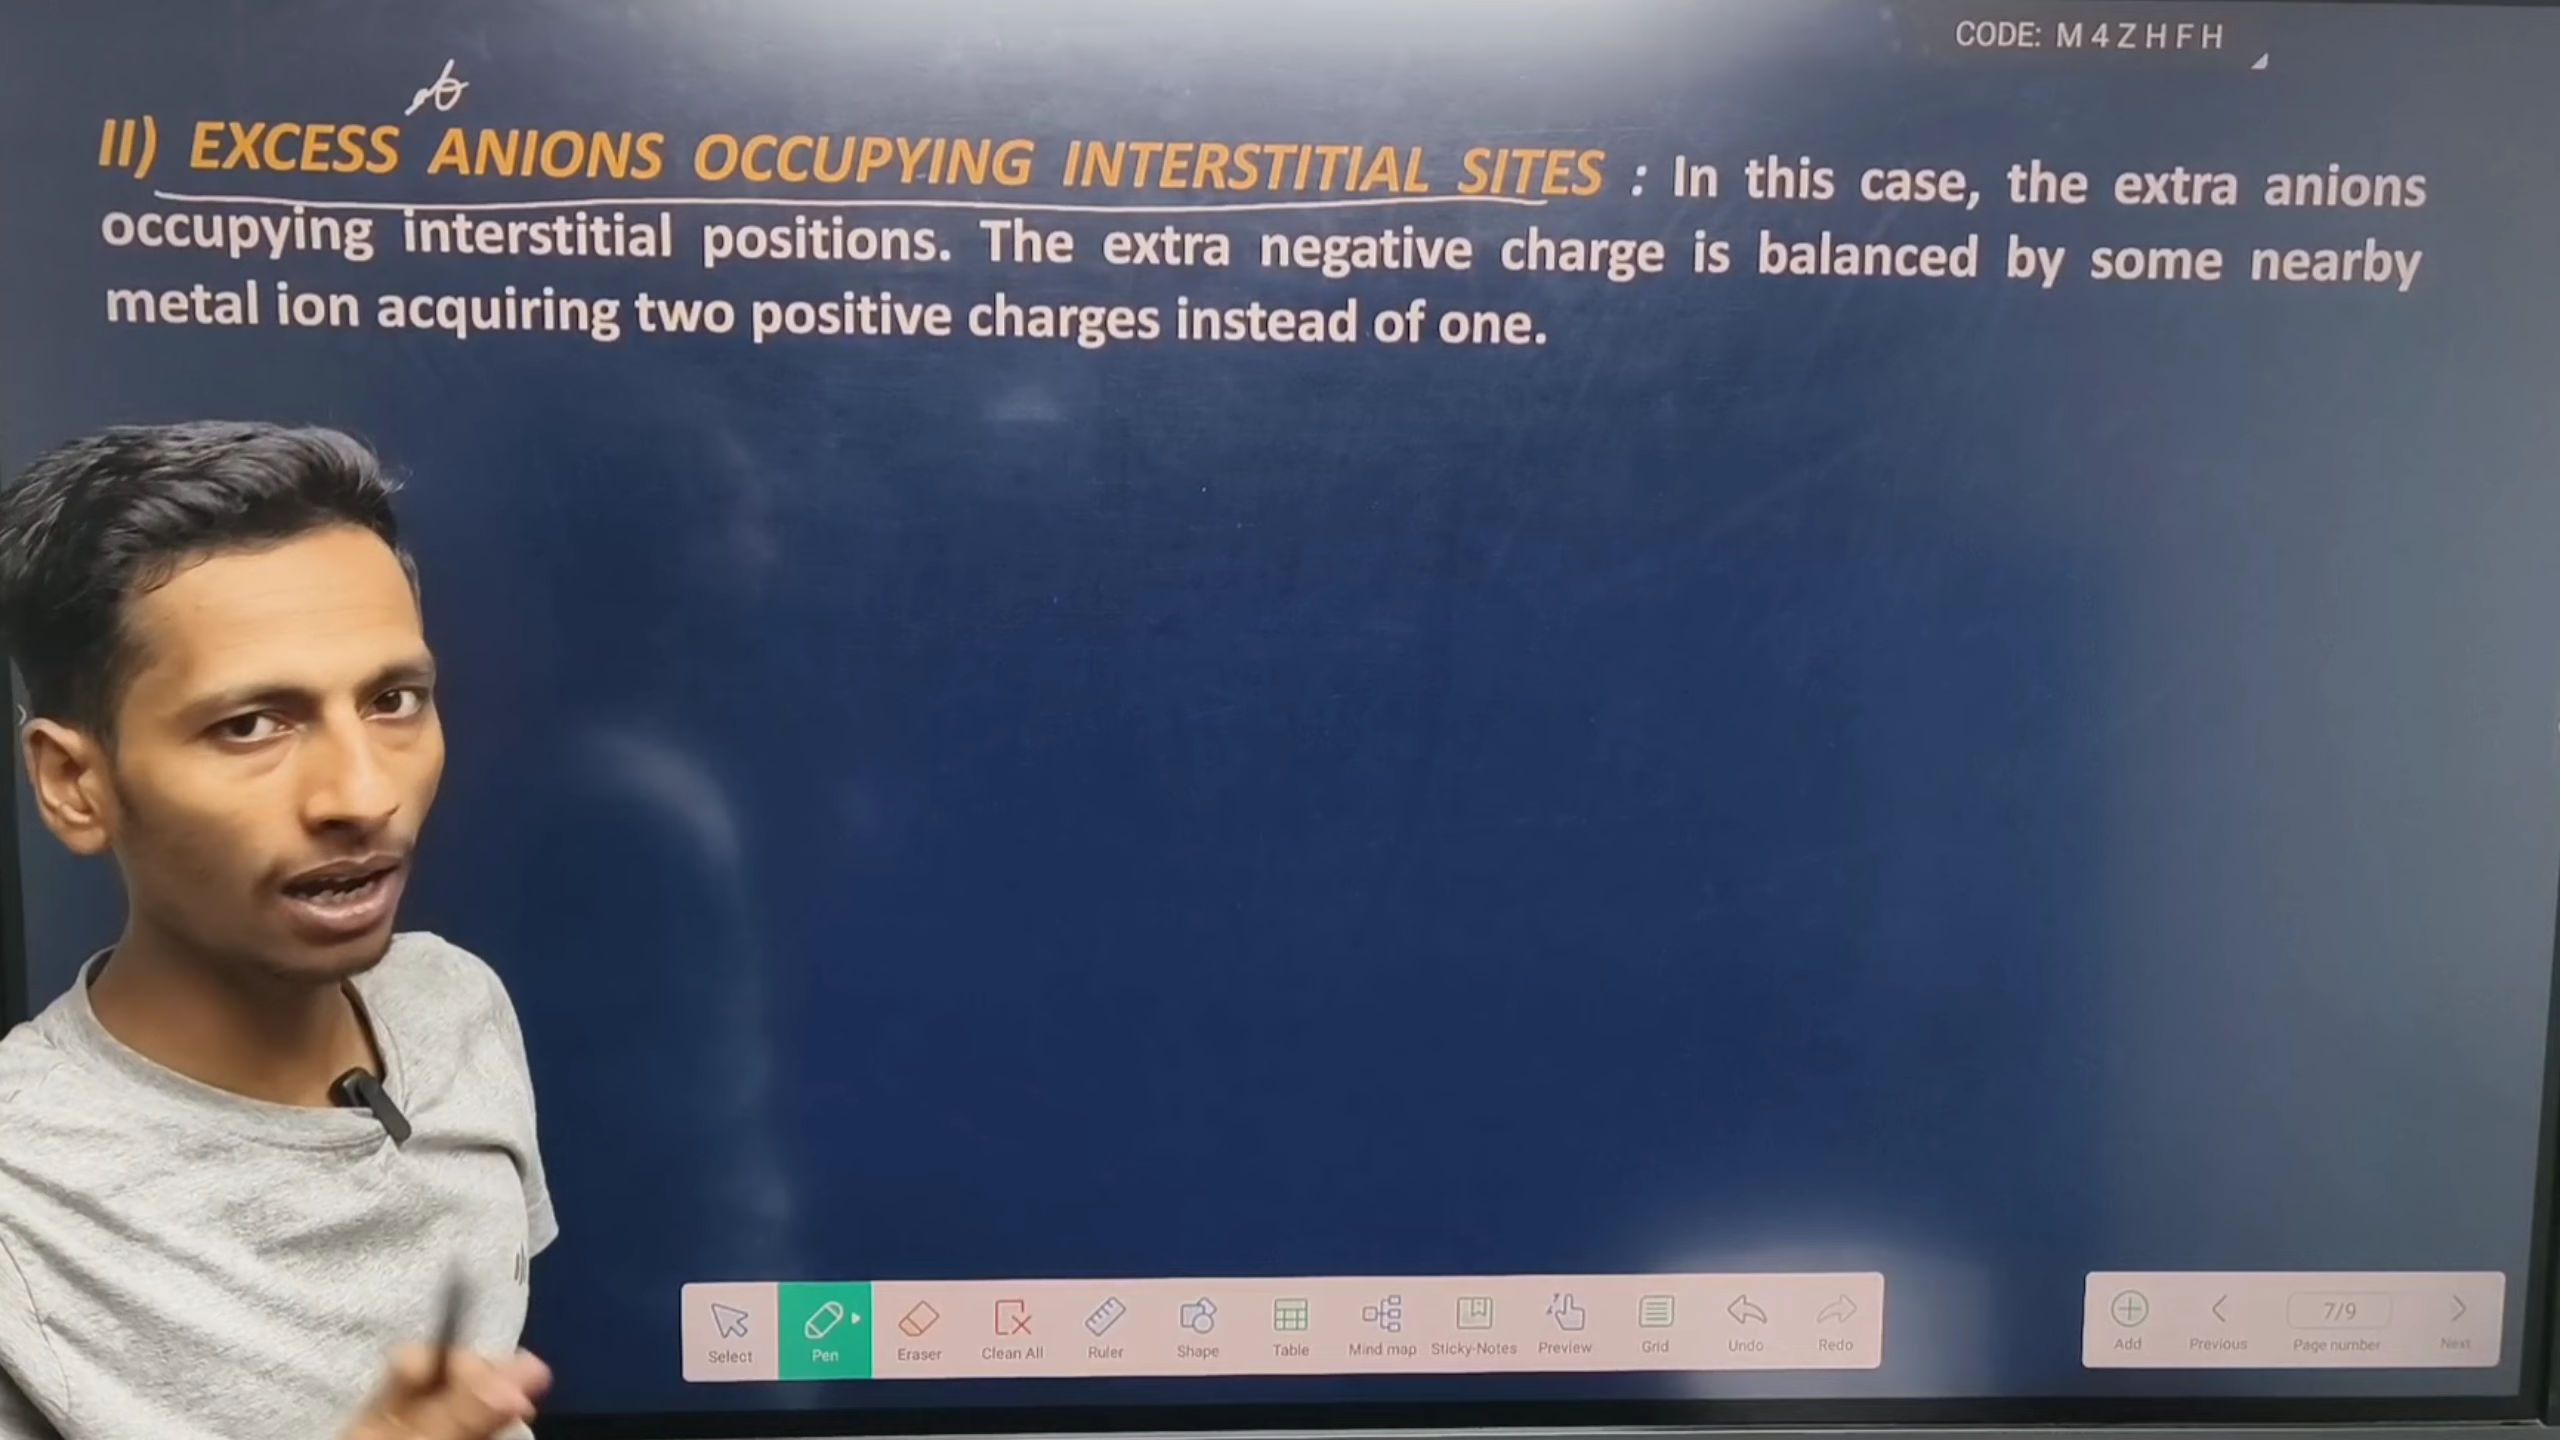 CODE: M4ZHFH
II) EXCESS ANIONS OCCUPYING INTERSTITIAL SITES : In this case, the extra anions
occupying interstitial positions. The extra negative charge is balanced by some nearby
metal ion acquiring two positive charges instead of one.
Select Pen Eraser Clean All Ruler Shape Table Mind map Sticky-Notes Preview Grid Undo Redo
7/9
Add Previous Page number Next